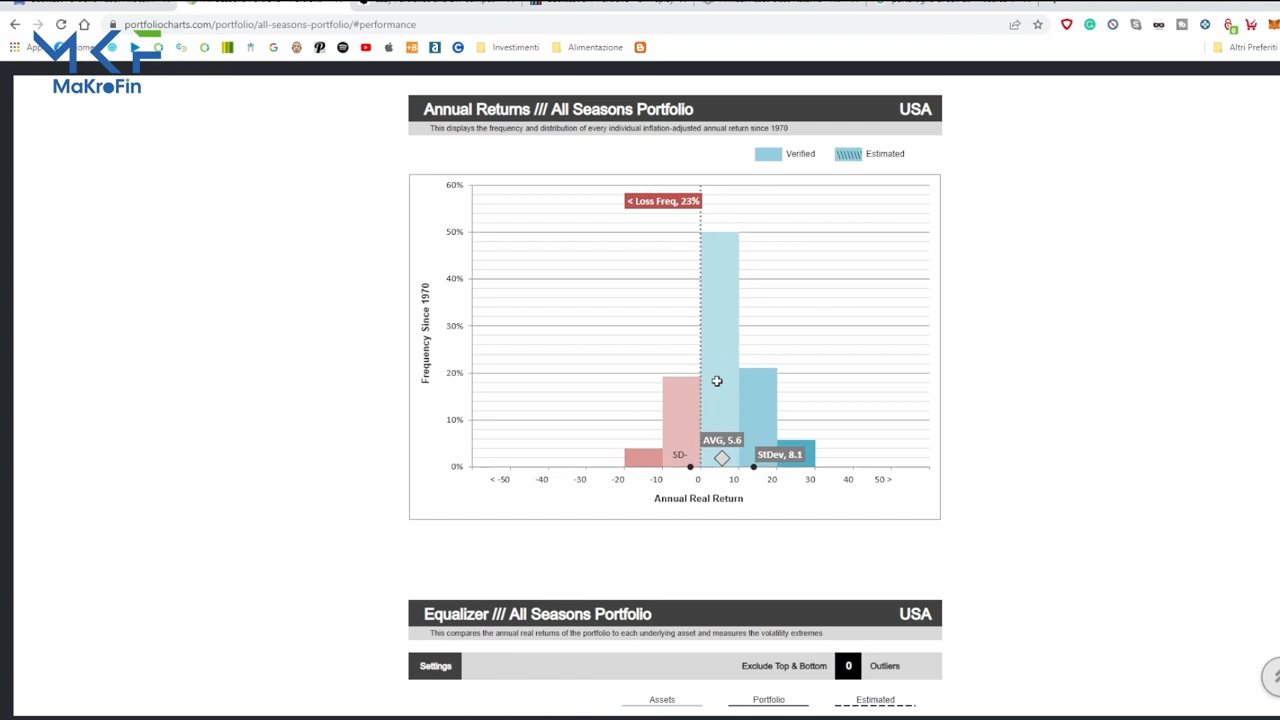 portfoliocharts.com/portfolio/all-seasons-portfolio/#performance
Investimenti
Alimentazione
Altri Preferiti
MKF
MaKroFin
Annual Returns /// All Seasons Portfolio
USA
This displays the frequency and distribution of every individual inflation-adjusted annual return since 1970
Verified
Estimated
60%
50%
40%
30%
20%
10%
0%
Frequency Since 1970
< Loss Freq, 23%
AVG, 5.6
SD-
StDev, 8.1
< -50 -40 -30 -20 -10 0 10 20 30 40 50 >
Annual Real Return
Equalizer /// All Seasons Portfolio
USA
This compares the annual real returns of the portfolio to each underlying asset and measures the volatility extremes
Settings
Exclude Top & Bottom
0
Outliers
Assets
Portfolio
Estimated